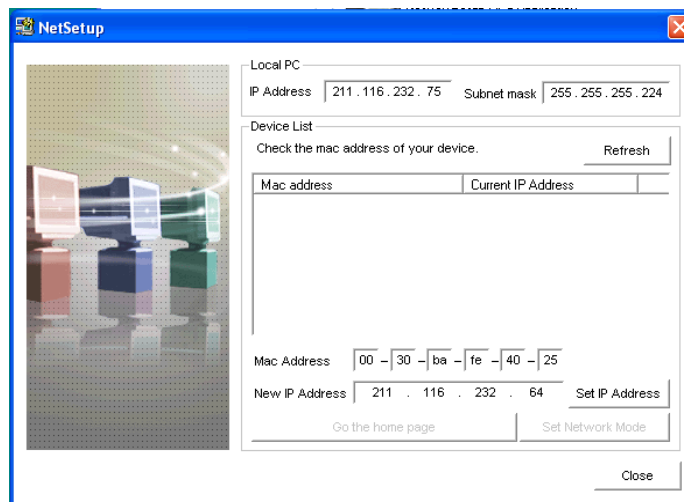 NetSetup
Local PC
IP Address 211 . 116 . 232 . 75 Subnet mask 255 . 255 . 255 . 224
Device List
Check the mac address of your device. Refresh
Mac address Current IP Address
Mac Address 00 – 30 – ba – fe – 40 – 25
New IP Address 211 . 116 . 232 . 64 Set IP Address
Go the home page Set Network Mode
Close